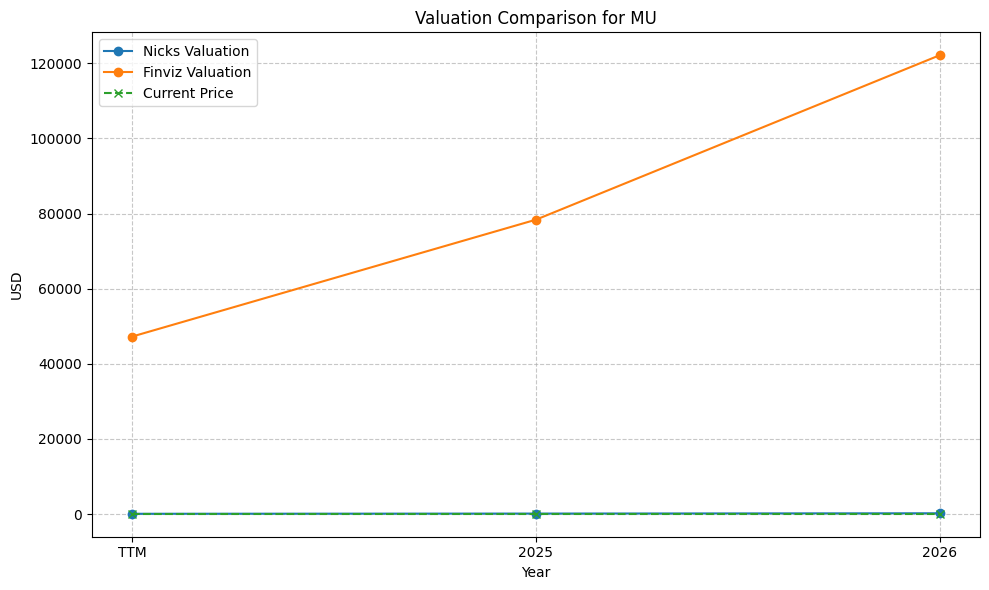 Valuation Comparison for MU
Nicks Valuation
Finviz Valuation
Current Price
120000
100000
80000
60000
40000
20000
0
USD
TTM
2025
2026
Year